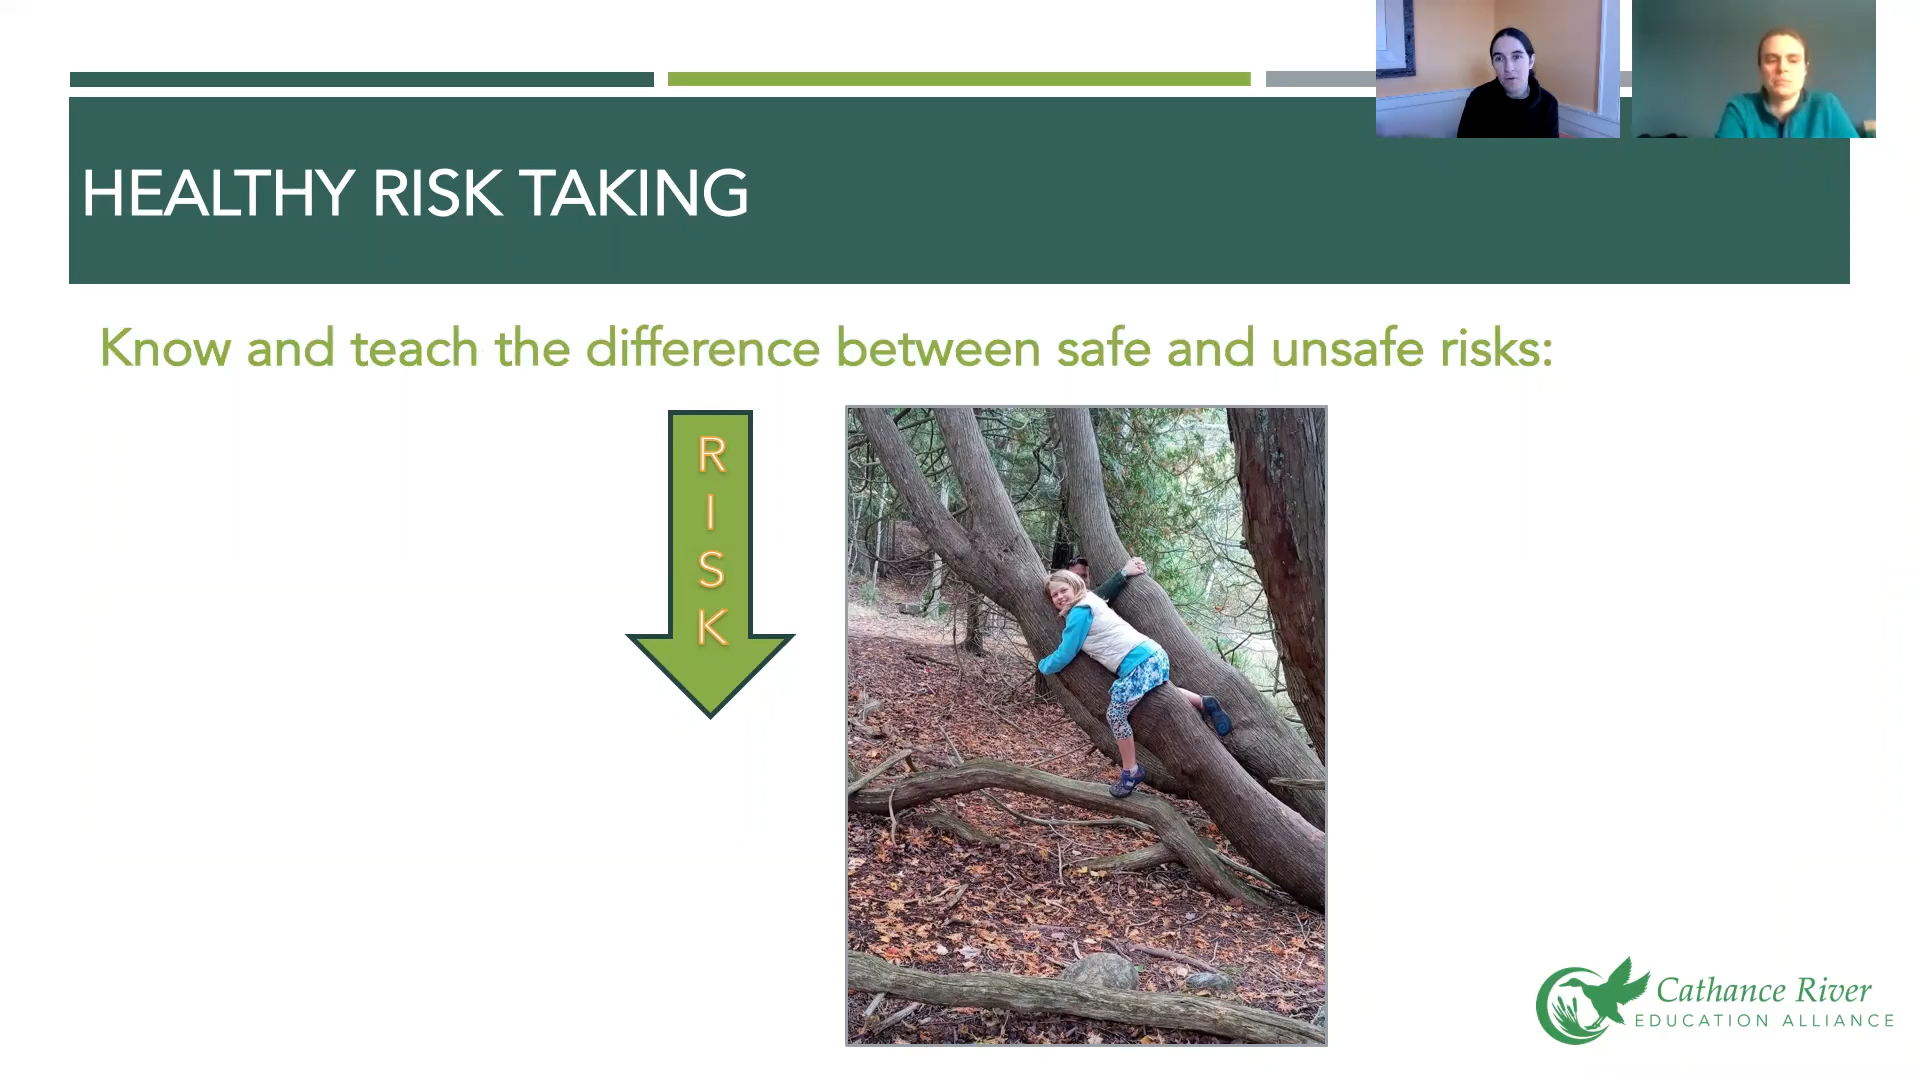 HEALTHY RISK TAKING
Know and teach the difference between safe and unsafe risks:
R
I
S
K
Cathance River
EDUCATION ALLIANCE